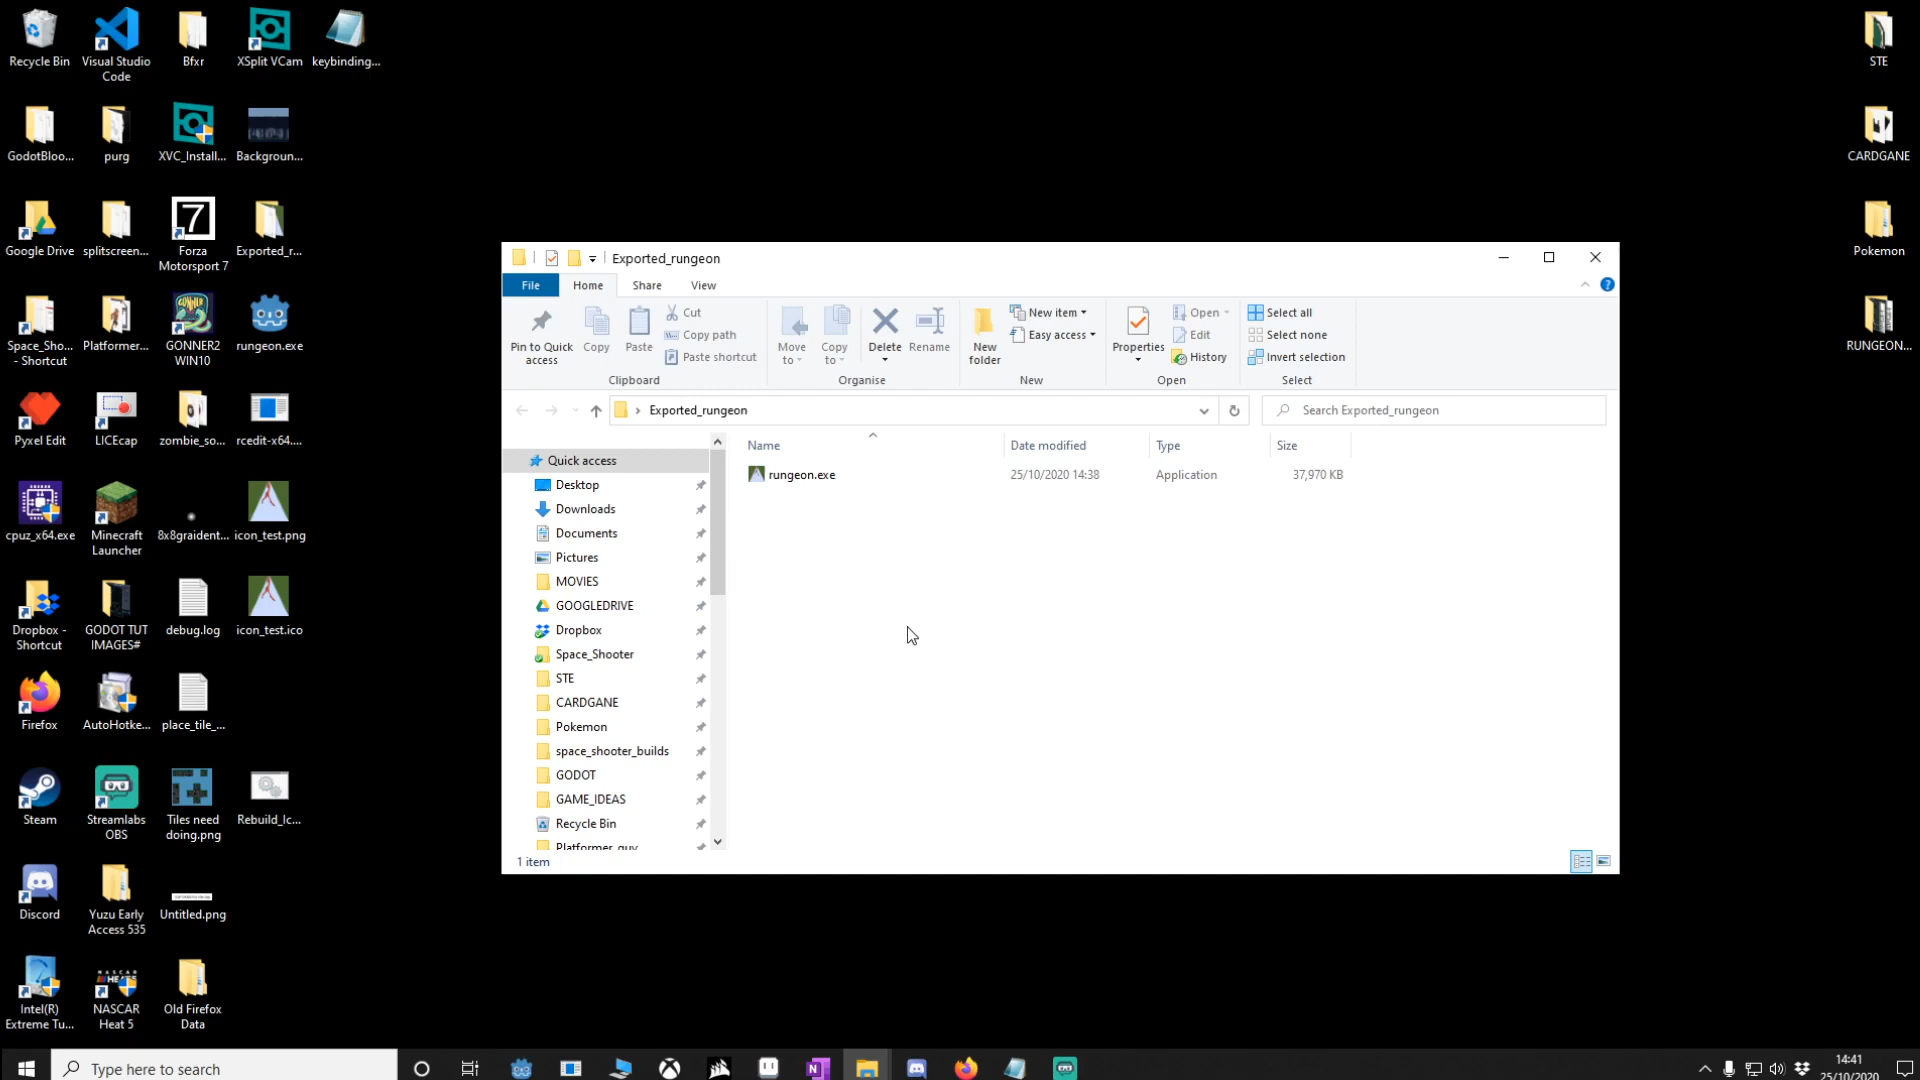 Recycle Bin
Visual Studio
Code
Bfxr
XSplit VCam
keybinding...
GodotBloo...
purg
XVC_Install...
Backgroun...
Google Drive
splitscreen...
Forza
Motorsport 7
Exported_r...
Space_Sho...
- Shortcut
Platformer...
GONNER2
WIN10
rungeon.exe
Pyxel Edit
LICEcap
zombie_so...
rcedit-x64....
cpuz_x64.exe
Minecraft
Launcher
8x8graident...
icon_test.png
Dropbox -
Shortcut
GODOT TUT
IMAGES#
debug.log
icon_test.ico
Firefox
AutoHotke...
place_tile_...
Steam
Streamlabs
OBS
Tiles need
doing.png
Rebuild_Ic...
Discord
Yuzu Early
Access 535
Untitled.png
Intel(R)
Extreme Tu...
NASCAR
Heat 5
Old Firefox
Data
STE
CARDGANE
Pokemon
RUNGEON...
Exported_rungeon
File Home Share View
Pin to Quick
access
Copy
Paste
Cut
Copy path
Paste shortcut
Clipboard
Move
to
Copy
to
Delete
Rename
Organise
New
folder
New item
Easy access
New
Properties
Open
Edit
History
Open
Select all
Select none
Invert selection
Select
Exported_rungeon
Search Exported_rungeon
Name Date modified Type Size
rungeon.exe 25/10/2020 14:38 Application 37,970 KB
Quick access
Desktop
Downloads
Documents
Pictures
MOVIES
GOOGLEDRIVE
Dropbox
Space_Shooter
STE
CARDGANE
Pokemon
space_shooter_builds
GODOT
GAME_IDEAS
Recycle Bin
Platformer_guy
1 item
Type here to search
14:41
25/10/2020